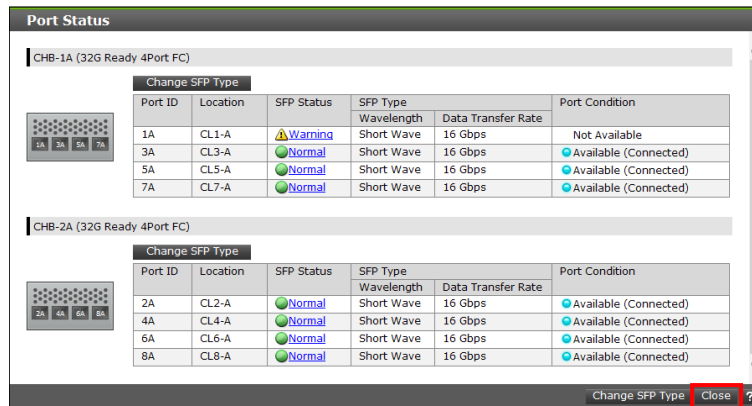 Port Status
CHB-1A (32G Ready 4Port FC)
Change SFP Type
Port ID Location SFP Status SFP Type Port Condition
Wavelength Data Transfer Rate
1A CL1-A Warning Short Wave 16 Gbps Not Available
3A CL3-A Normal Short Wave 16 Gbps Available (Connected)
5A CL5-A Normal Short Wave 16 Gbps Available (Connected)
7A CL7-A Normal Short Wave 16 Gbps Available (Connected)
1A 3A 5A 7A
CHB-2A (32G Ready 4Port FC)
Change SFP Type
Port ID Location SFP Status SFP Type Port Condition
Wavelength Data Transfer Rate
2A CL2-A Normal Short Wave 16 Gbps Available (Connected)
4A CL4-A Normal Short Wave 16 Gbps Available (Connected)
6A CL6-A Normal Short Wave 16 Gbps Available (Connected)
8A CL8-A Normal Short Wave 16 Gbps Available (Connected)
2A 4A 6A 8A
Change SFP Type Close ?